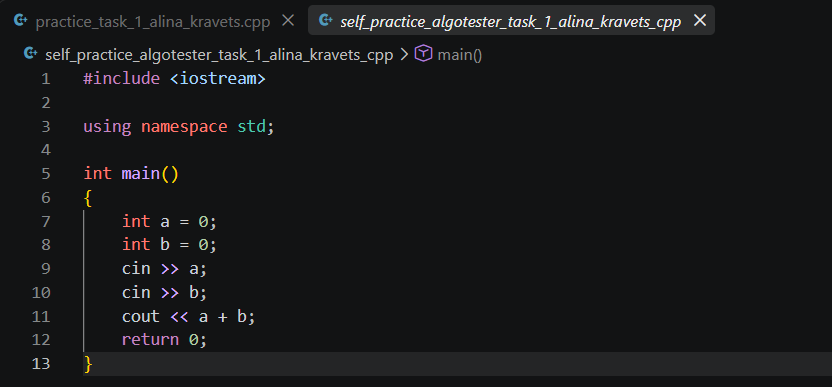 practice_task_1_alina_kravets.cpp
self_practice_algotester_task_1_alina_kravets_cpp
self_practice_algotester_task_1_alina_kravets_cpp > main()
1 #include <iostream>
2
3 using namespace std;
4
5 int main()
6 {
7 int a = 0;
8 int b = 0;
9 cin >> a;
10 cin >> b;
11 cout << a + b;
12 return 0;
13 }